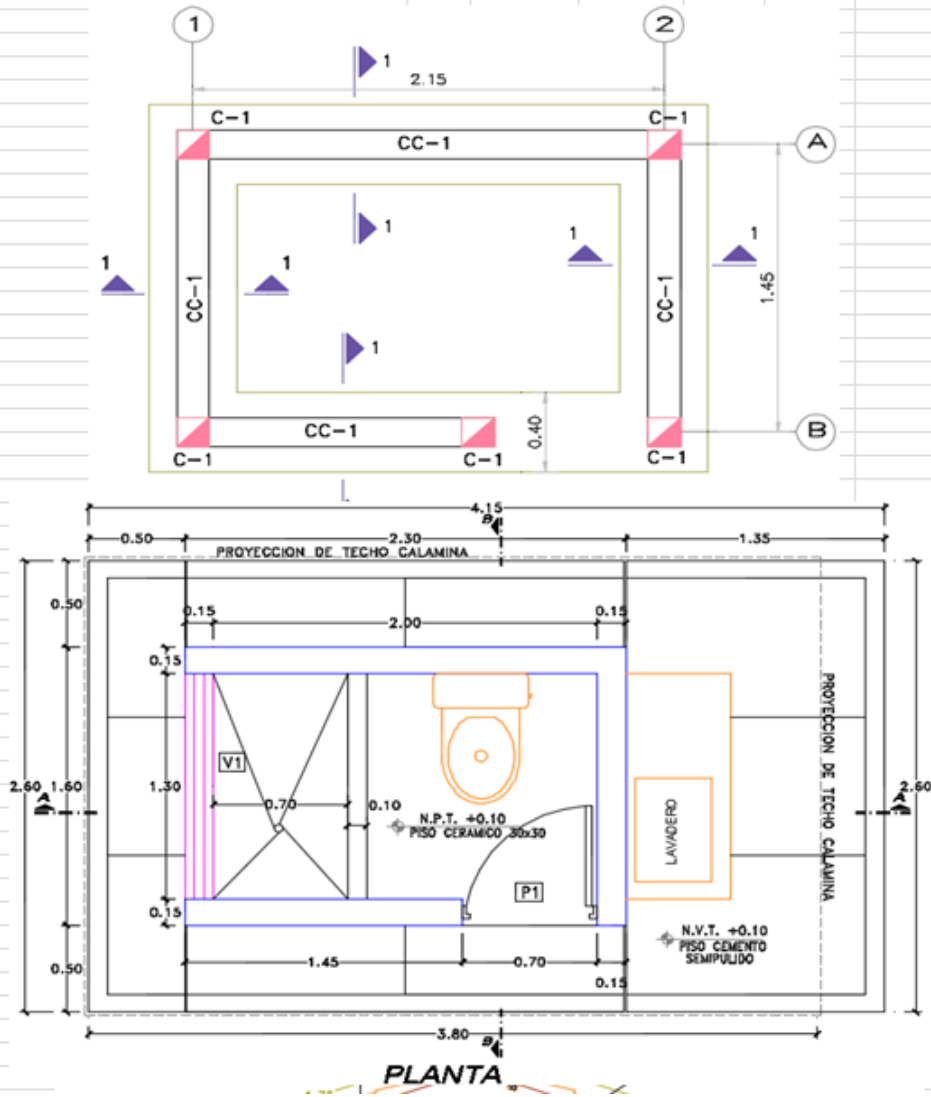 1
2
1
2.15
C-1
C-1
CC-1
A
1
1
1
1
1
CC-1
CC-1
1.45
1
CC-1
0.40
B
C-1
C-1
C-1
4.15
B
0.50
2.30
1.35
PROYECCION DE TECHO CALAMINA
0.50
0.15
0.15
2.00
0.15
PROYECCION DE TECHO CALAMINA
V1
2.60
1.60
1.30
0.70
0.10
2.60
A
A
N.P.T. +0.10
PISO CERAMICO 30x30
LAVADERO
P1
0.15
N.V.T. +0.10
PISO CEMENTO
SEMIPULIDO
0.50
1.45
0.70
0.15
3.80
B
PLANTA